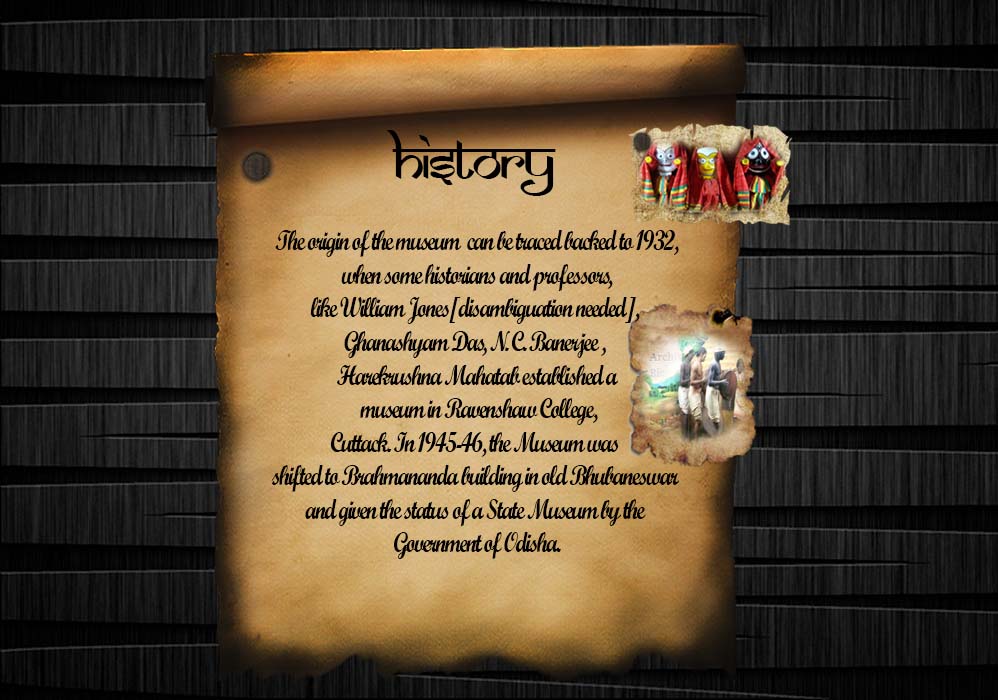 history
The origin of the museum can be traced backed to 1932,
when some historians and professors,
like William Jones[disambiguation needed],
Ghanashyam Das, N.C. Banerjee ,
Harekrushna Mahatab established a
museum in Ravenshaw College,
Cuttack. In 1945-46, the Museum was
shifted to Brahmananda building in old Bhubaneswar
and given the status of a State Museum by the
Government of Odisha.